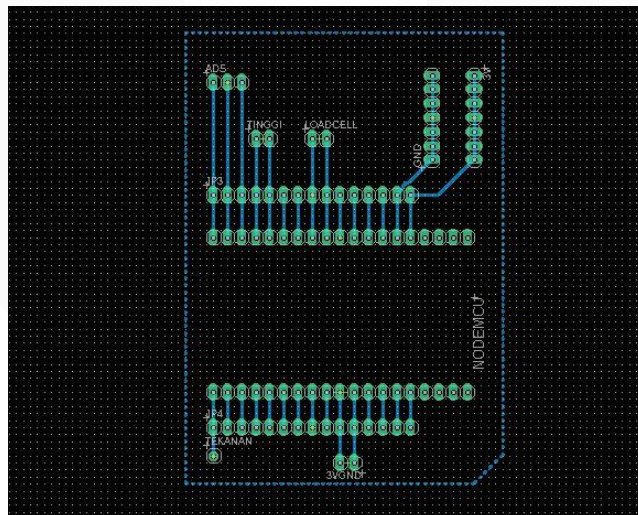 ADS
3V
TINGGI
LOADCELL
GND
JP3
NODEMCU
JP4
TEKANAN
3VGND